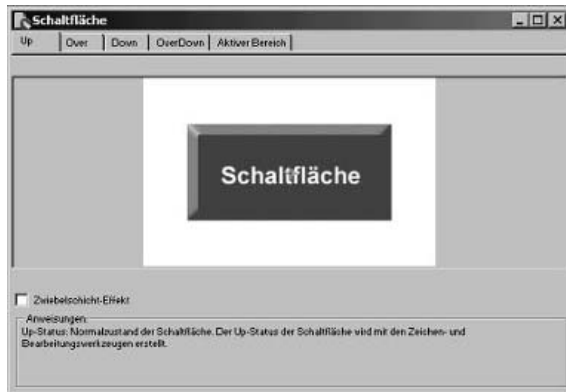 Schaltfläche
Up Over Down OverDown Aktiver Bereich
Schaltfläche
Zwiebelschicht-Effekt
Anweisungen:
Up-Status: Normalzustand der Schaltfläche. Der Up-Status der Schaltfläche wird mit den Zeichen- und
Bearbeitungswerkzeugen erstellt.